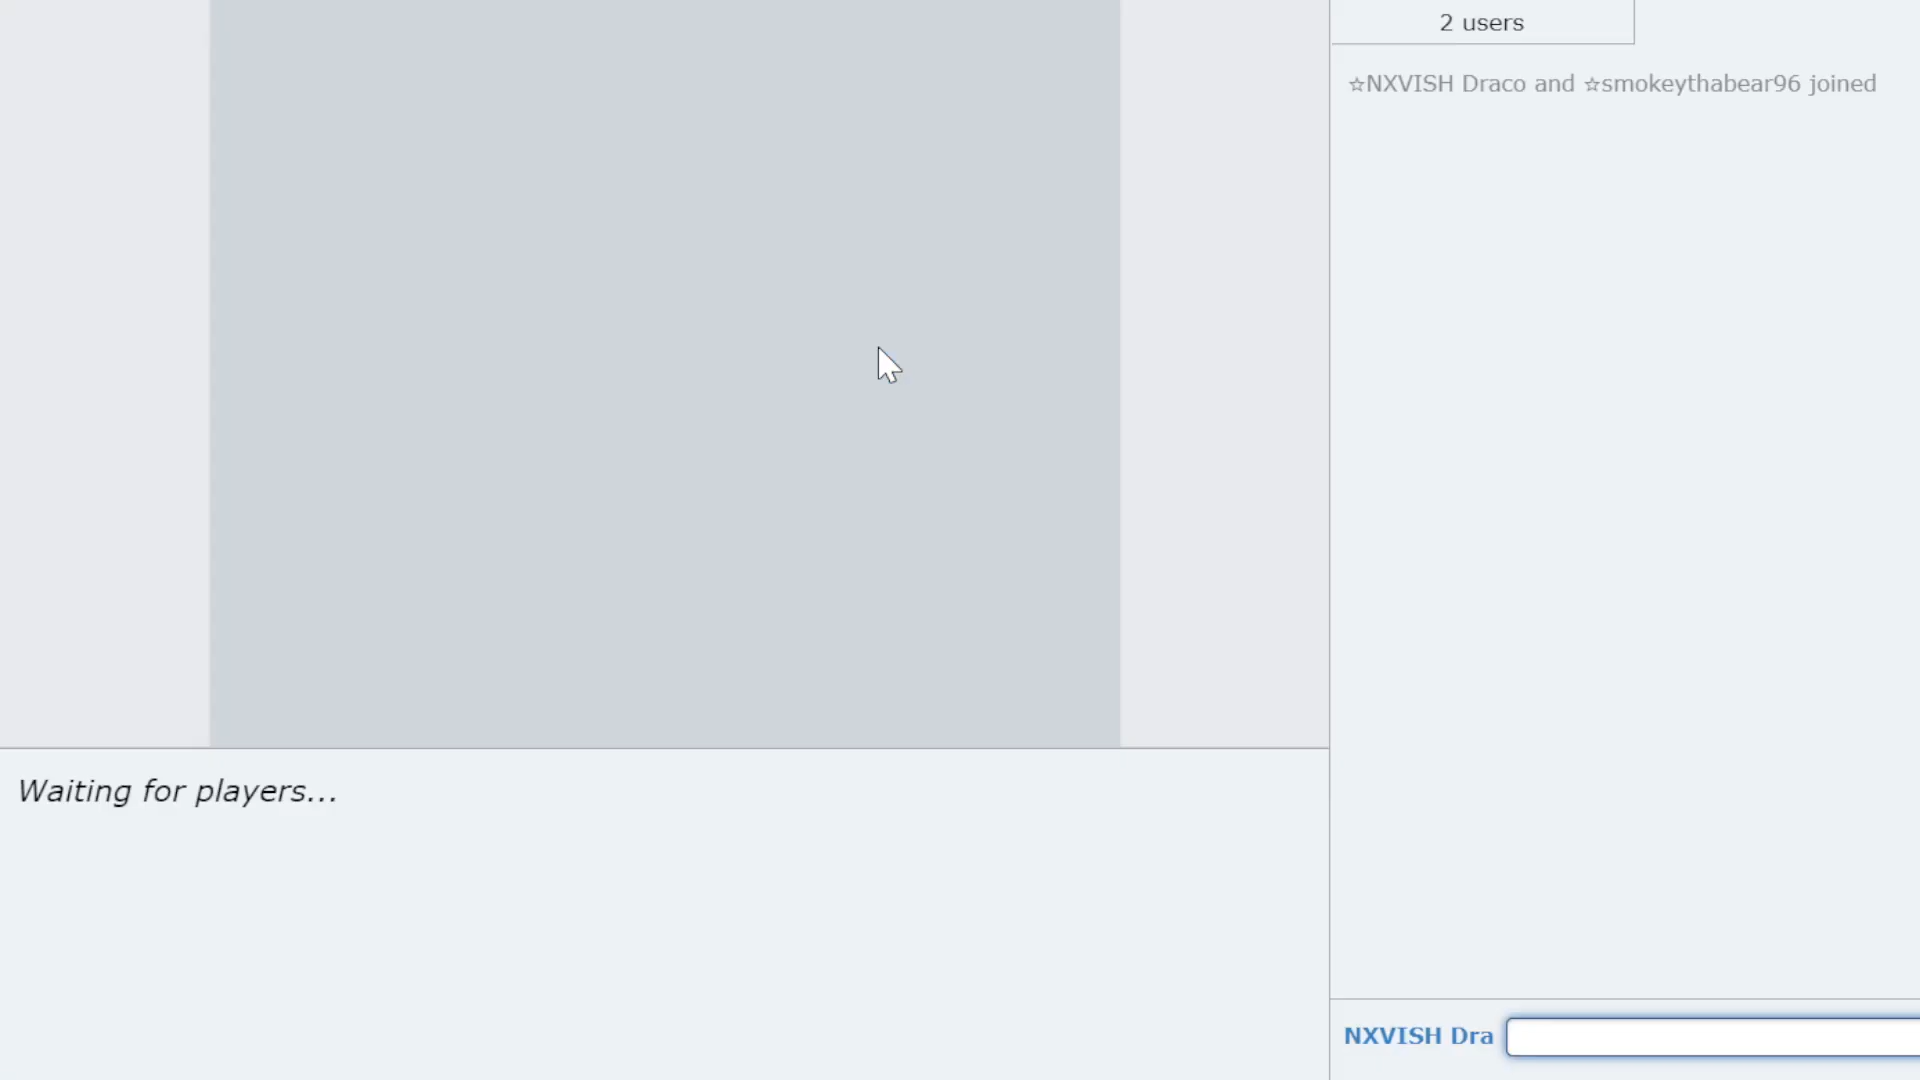 2 users
☆NXVISH Draco and ☆smokeythabear96 joined
Waiting for players...
NXVISH Dra